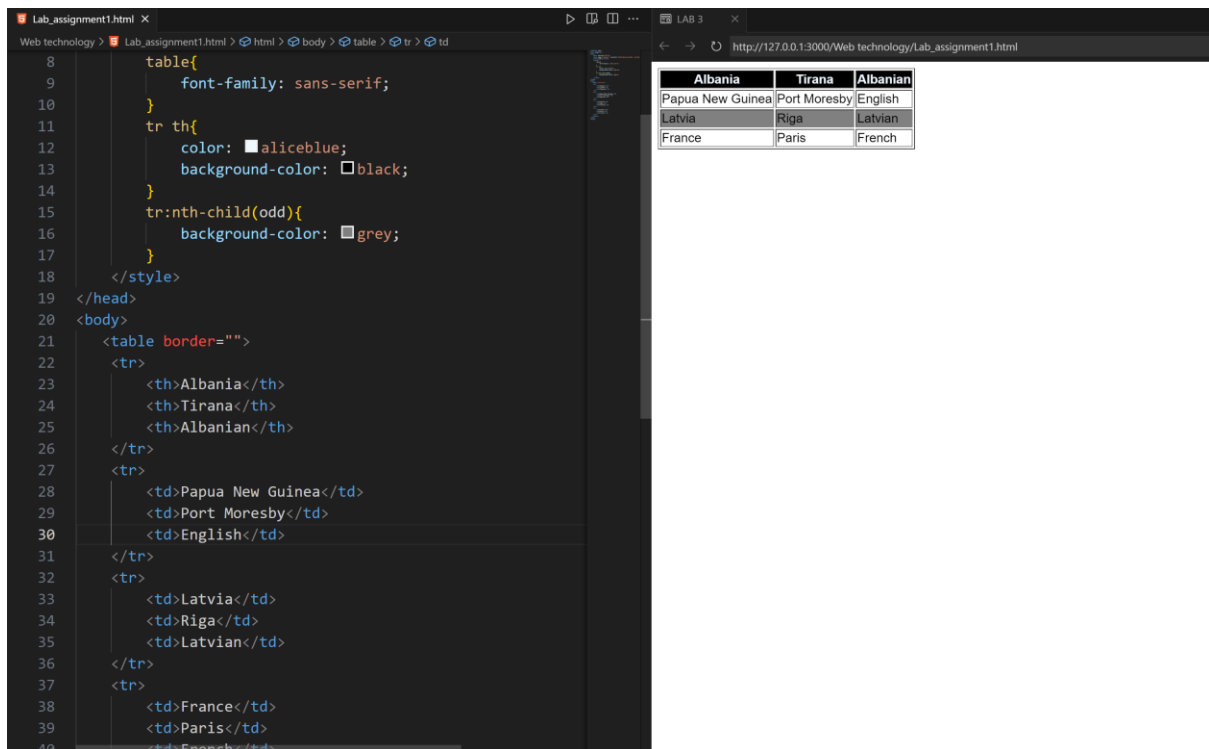 Lab_assignment1.html
Web technology > Lab_assignment1.html > html > body > table > tr > td
8 table{
9 font-family: sans-serif;
10 }
11 tr th{
12 color: aliceblue;
13 background-color: black;
14 }
15 tr:nth-child(odd){
16 background-color: grey;
17 }
18 </style>
19 </head>
20 <body>
21 <table border="">
22 <tr>
23 <th>Albania</th>
24 <th>Tirana</th>
25 <th>Albanian</th>
26 </tr>
27 <tr>
28 <td>Papua New Guinea</td>
29 <td>Port Moresby</td>
30 <td>English</td>
31 </tr>
32 <tr>
33 <td>Latvia</td>
34 <td>Riga</td>
35 <td>Latvian</td>
36 </tr>
37 <tr>
38 <td>France</td>
39 <td>Paris</td>
40 <td>French</td>
LAB 3
http://127.0.0.1:3000/Web technology/Lab_assignment1.html
Albania Tirana Albanian
Papua New Guinea Port Moresby English
Latvia Riga Latvian
France Paris French